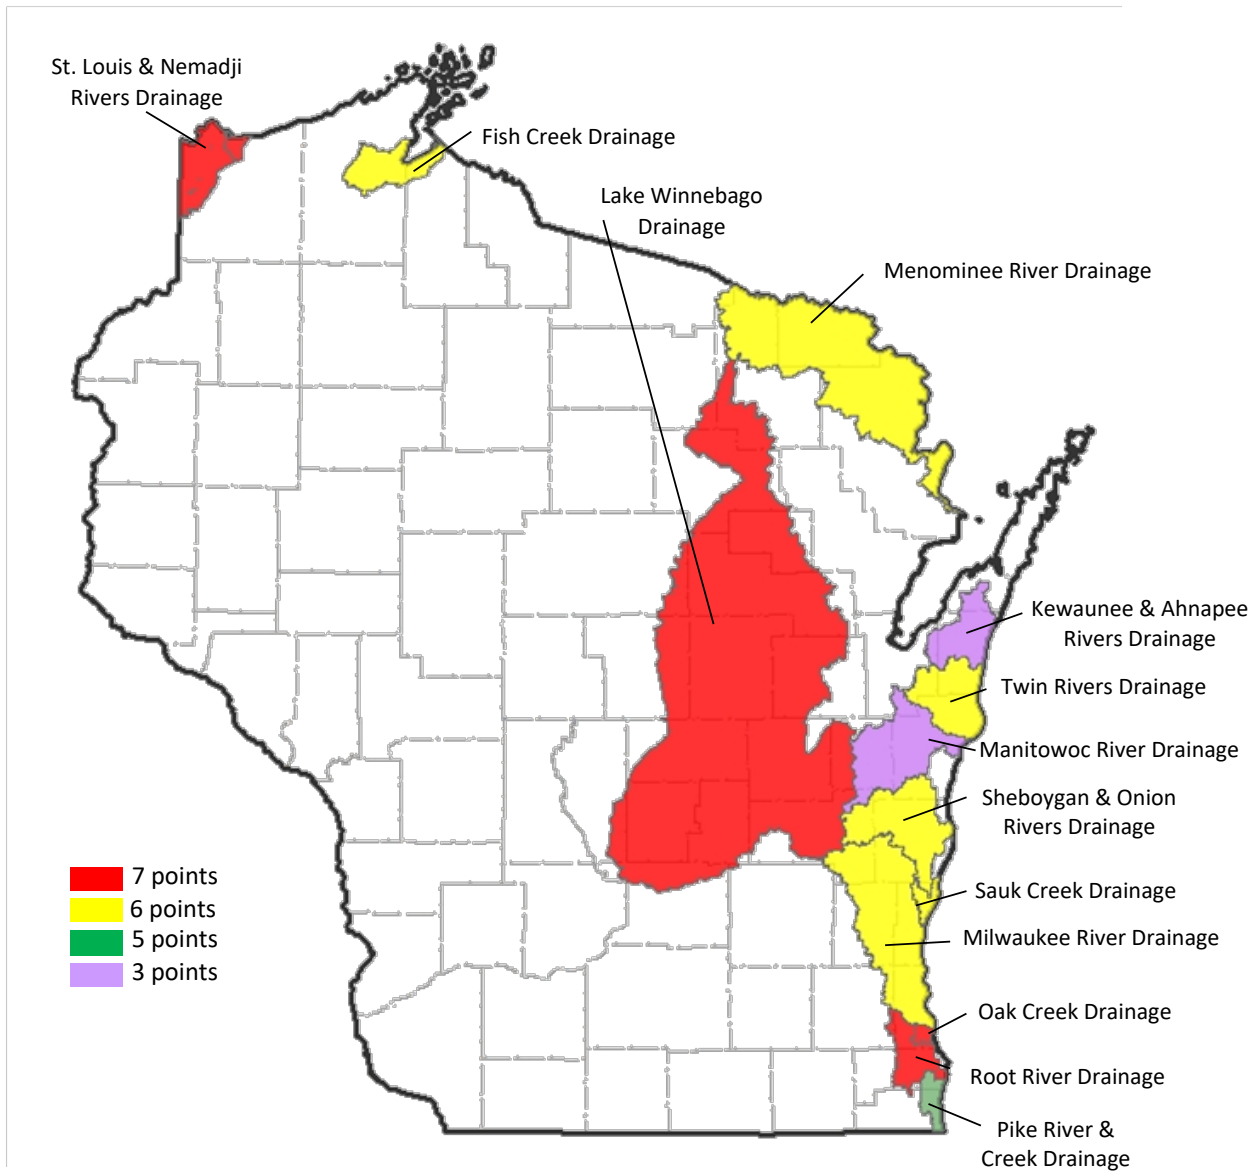 St. Louis & Nemadji
Rivers Drainage
Fish Creek Drainage
Lake Winnebago
Drainage
Menominee River Drainage
Kewaunee & Ahnapee
Rivers Drainage
Twin Rivers Drainage
Manitowoc River Drainage
Sheboygan & Onion
Rivers Drainage
Sauk Creek Drainage
Milwaukee River Drainage
Oak Creek Drainage
Root River Drainage
Pike River &
Creek Drainage
7 points
6 points
5 points
3 points